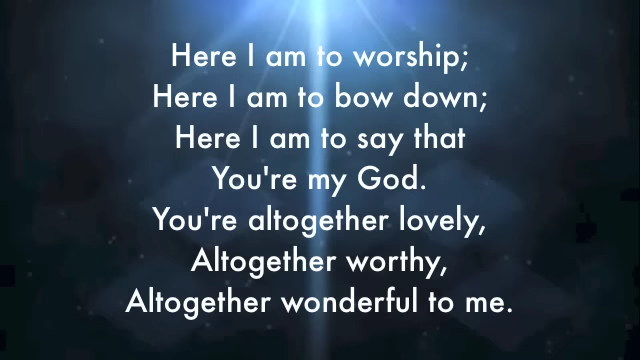 Here I am to worship;
Here I am to bow down;
Here I am to say that
You're my God.
You're altogether lovely,
Altogether worthy,
Altogether wonderful to me.